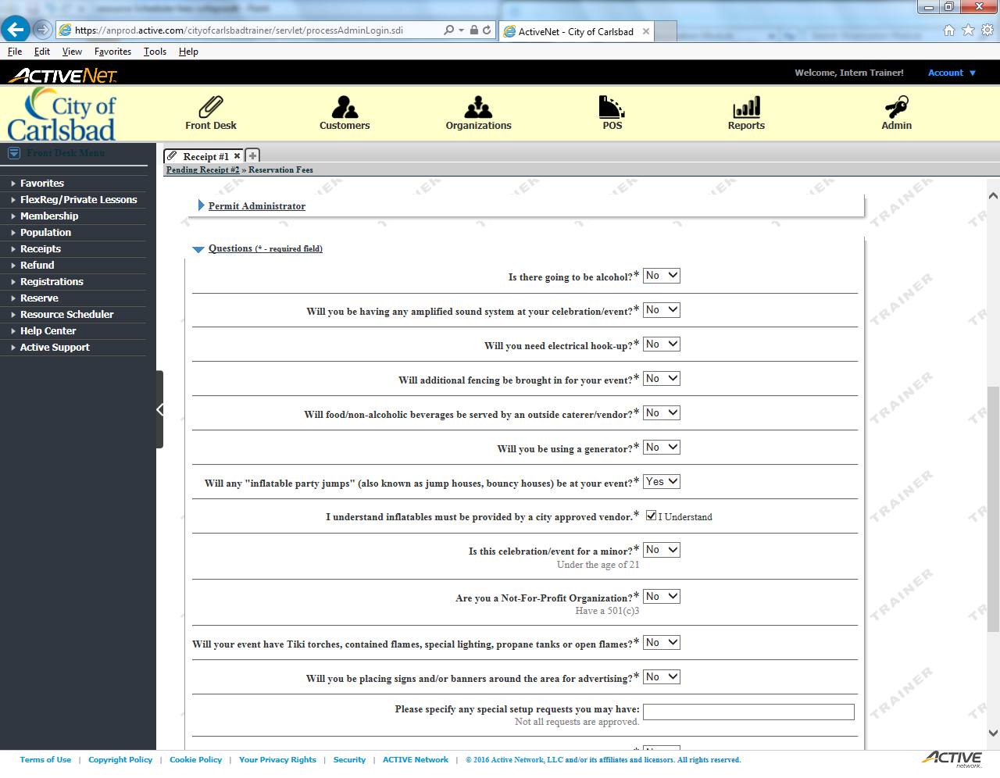 https://anprod.active.com/cityofcarlsbadtrainer/servlet/processAdminLogin.sdi
ActiveNet - City of Carlsbad
File Edit View Favorites Tools Help
ACTIVENET
Welcome, Intern Trainer! Account
City of
Carlsbad
Front Desk Customers Organizations POS Reports Admin
Front Desk Menu
Receipt #1
Pending Receipt #2 » Reservation Fees
Favorites
FlexReg/Private Lessons
Membership
Population
Receipts
Refund
Registrations
Reserve
Resource Scheduler
Help Center
Active Support
Permit Administrator
Questions (* - required field)
Is there going to be alcohol?* No
Will you be having any amplified sound system at your celebration/event?* No
Will you need electrical hook-up?* No
Will additional fencing be brought in for your event?* No
Will food/non-alcoholic beverages be served by an outside caterer/vendor?* No
Will you be using a generator?* No
Will any "inflatable party jumps" (also known as jump houses, bouncy houses) be at your event?* Yes
I understand inflatables must be provided by a city approved vendor.* I Understand
Is this celebration/event for a minor?* No
Under the age of 21
Are you a Not-For-Profit Organization?* No
Have a 501(c)3
Will your event have Tiki torches, contained flames, special lighting, propane tanks or open flames?* No
Will you be placing signs and/or banners around the area for advertising?* No
Please specify any special setup requests you may have:
Not all requests are approved.
TRAINER
TRAINER
TRAINER
TRAINER
TRAINER
TRAINER
Terms of Use | Copyright Policy | Cookie Policy | Your Privacy Rights | Security | ACTIVE Network | © 2016 Active Network, LLC and/or its affiliates and licensors. All rights reserved.
ACTIVE
network